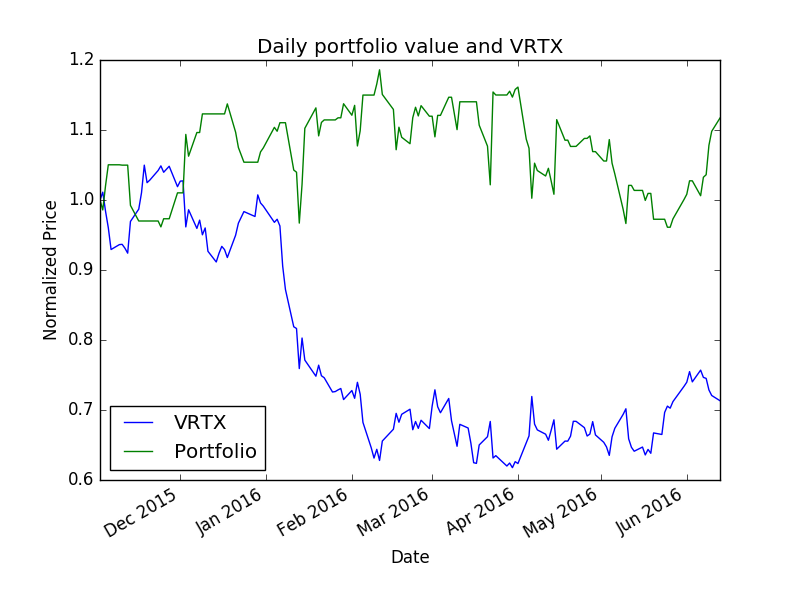 Daily portfolio value and VRTX
1.2
1.1
1.0
0.9
0.8
0.7
0.6
Normalized Price
VRTX
Portfolio
Dec 2015
Jan 2016
Feb 2016
Mar 2016
Apr 2016
May 2016
Jun 2016
Date